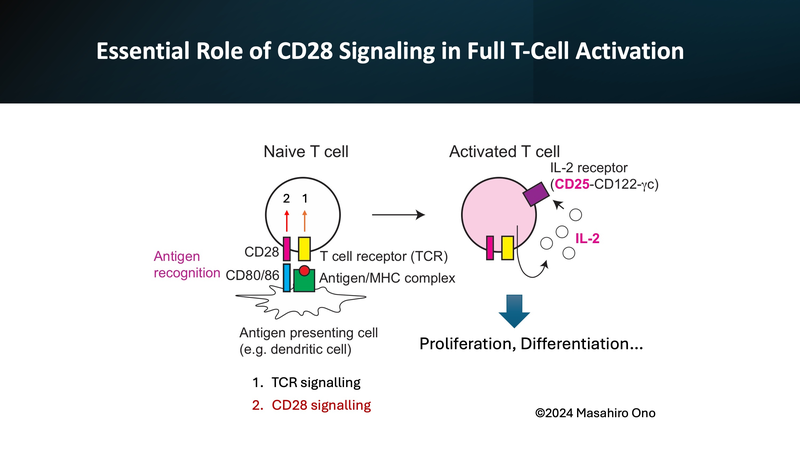 Essential Role of CD28 Signaling in Full T-Cell Activation
Naive T cell
2 1
CD28
T cell receptor (TCR)
Antigen
recognition
CD80/86
Antigen/MHC complex
Antigen presenting cell
(e.g. dendritic cell)
1. TCR signalling
2. CD28 signalling
Activated T cell
IL-2 receptor
(CD25-CD122-γc)
IL-2
Proliferation, Differentiation...
©2024 Masahiro Ono